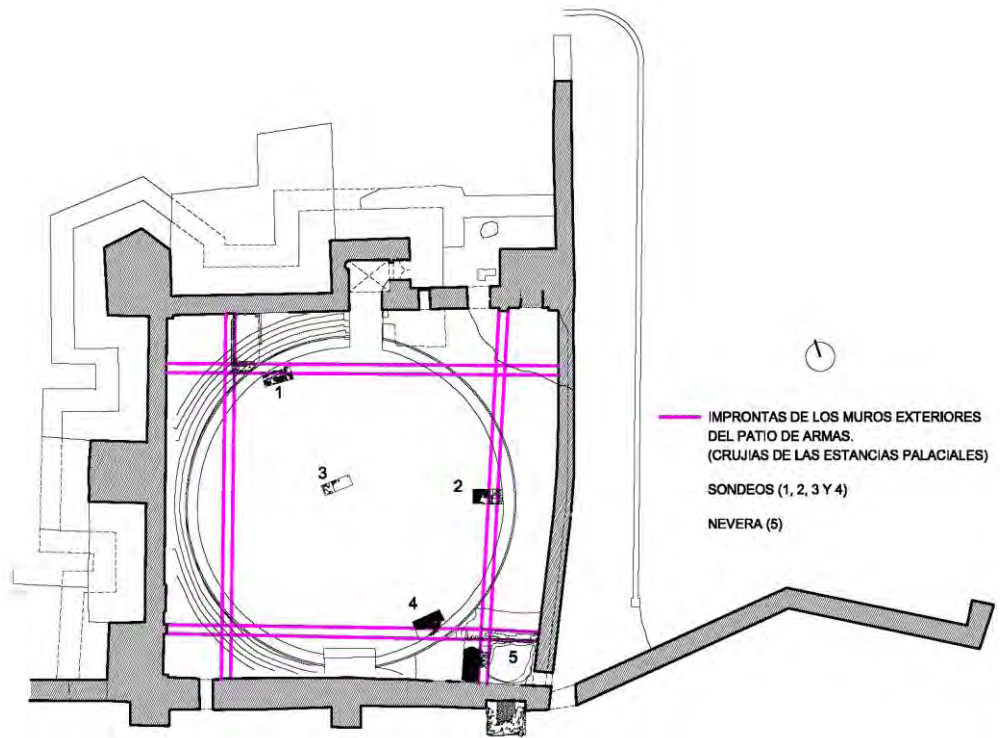 1
3
2
4
5
IMPRONTAS DE LOS MUROS EXTERIORES
DEL PATIO DE ARMAS.
(CRUJIAS DE LAS ESTANCIAS PALACIALES)
SONDEOS (1, 2, 3 Y 4)
NEVERA (5)